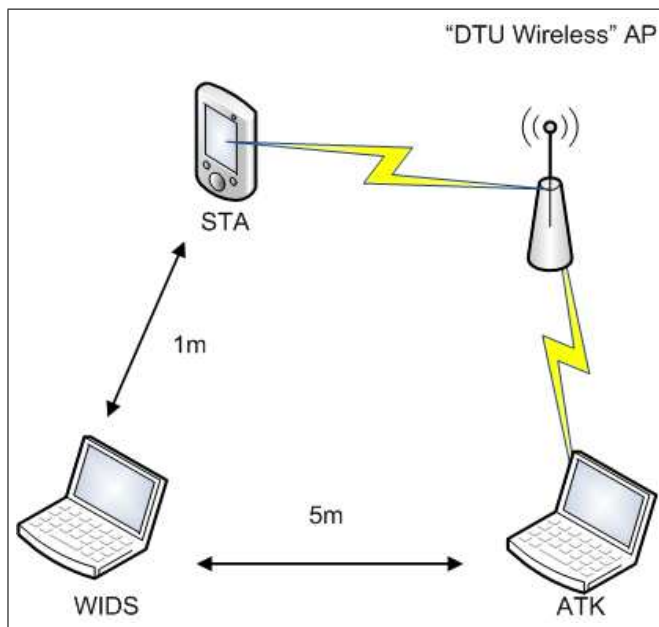 “DTU Wireless” AP
STA
1m
5m
WIDS
ATK